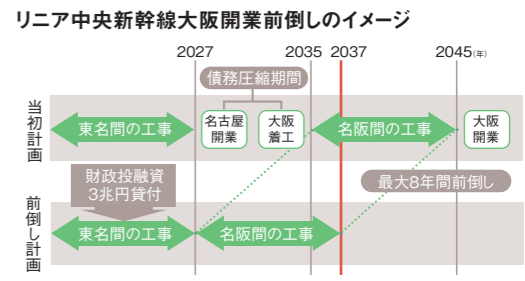 リニア中央新幹線大阪開業前倒しのイメージ
2027
2035
2037
2045(年)
債務圧縮期間
当初計画
東名間の工事
名古屋
開業
大阪
着工
名阪間の工事
大阪
開業
財政投融資
3兆円貸付
最大8年間前倒し
前倒し計画
東名間の工事
名阪間の工事